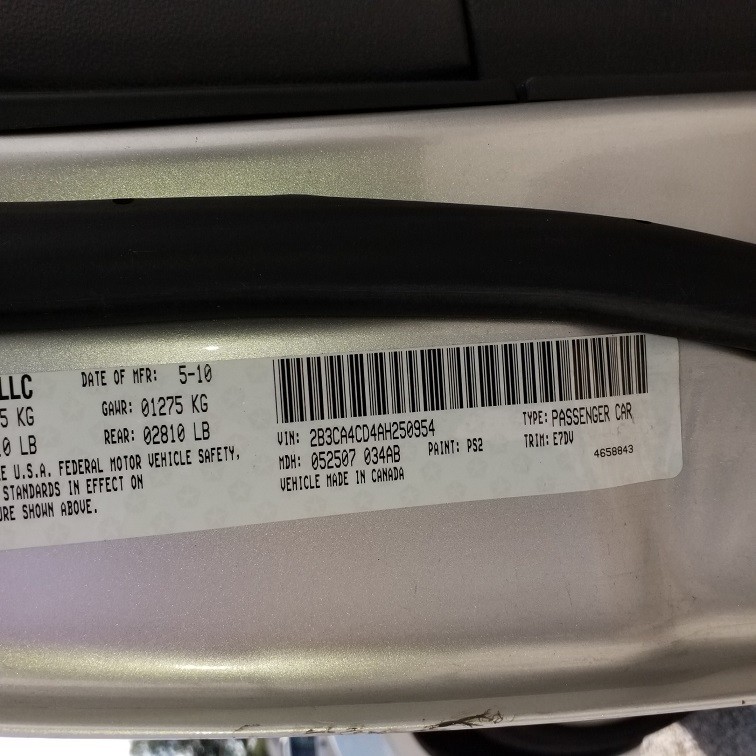 LLC DATE OF MFR: 5-10
5 KG GAWR: 01275 KG
0 LB REAR: 02810 LB
E U.S.A. FEDERAL MOTOR VEHICLE SAFETY,
STANDARDS IN EFFECT ON
URE SHOWN ABOVE.
VIN: 2B3CA4CD4AH250954 TYPE: PASSENGER CAR
MDH: 052507 034AB PAINT: PS2 TRIM: E7DV
VEHICLE MADE IN CANADA 4658843